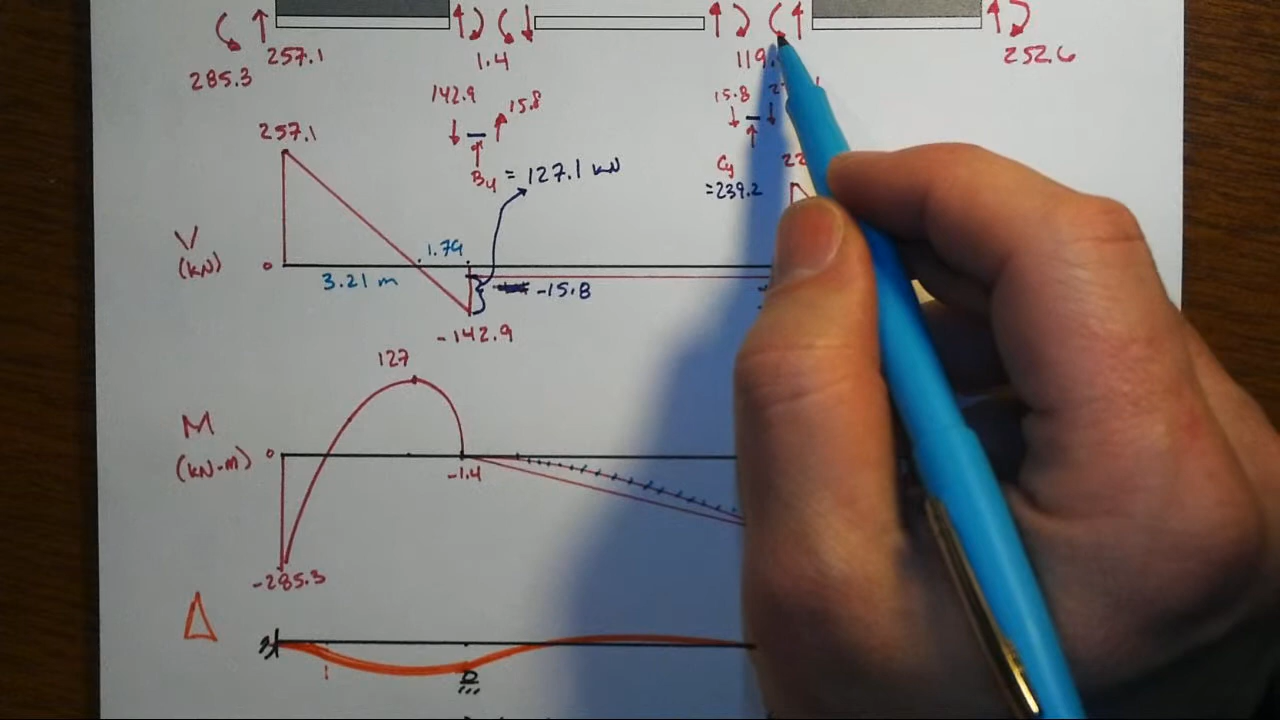 257.1
285.3
1.4
119.
252.6
142.9
15.8
15.8
257.1
By = 127.1 kN
Cy
=239.2
22
V
(kN)
0
3.21 m
1.79
-15.8
-142.9
127
M
(kN-m)
0
-1.4
-285.3
Δ